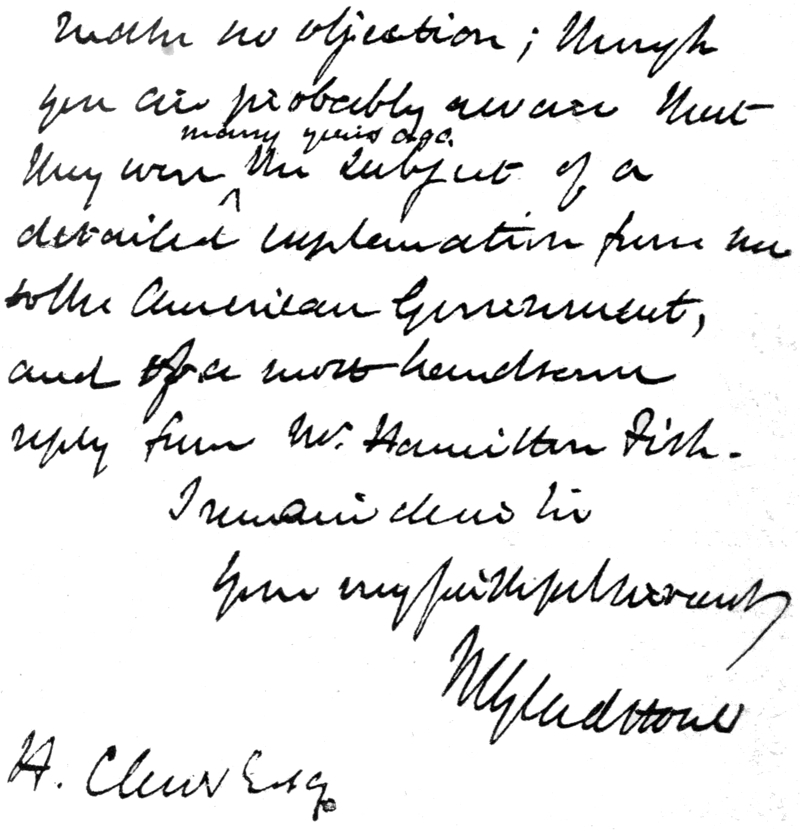 make no objection; though
you are probably aware that
many years ago
they were ^ the subject of a
detailed explanation from me
to the American Government,
and of a most handsome
reply from Mr. Hamilton Fish.
I remain dear Sir
Your very faithful servant
WEGladstone
H. Clews Esq